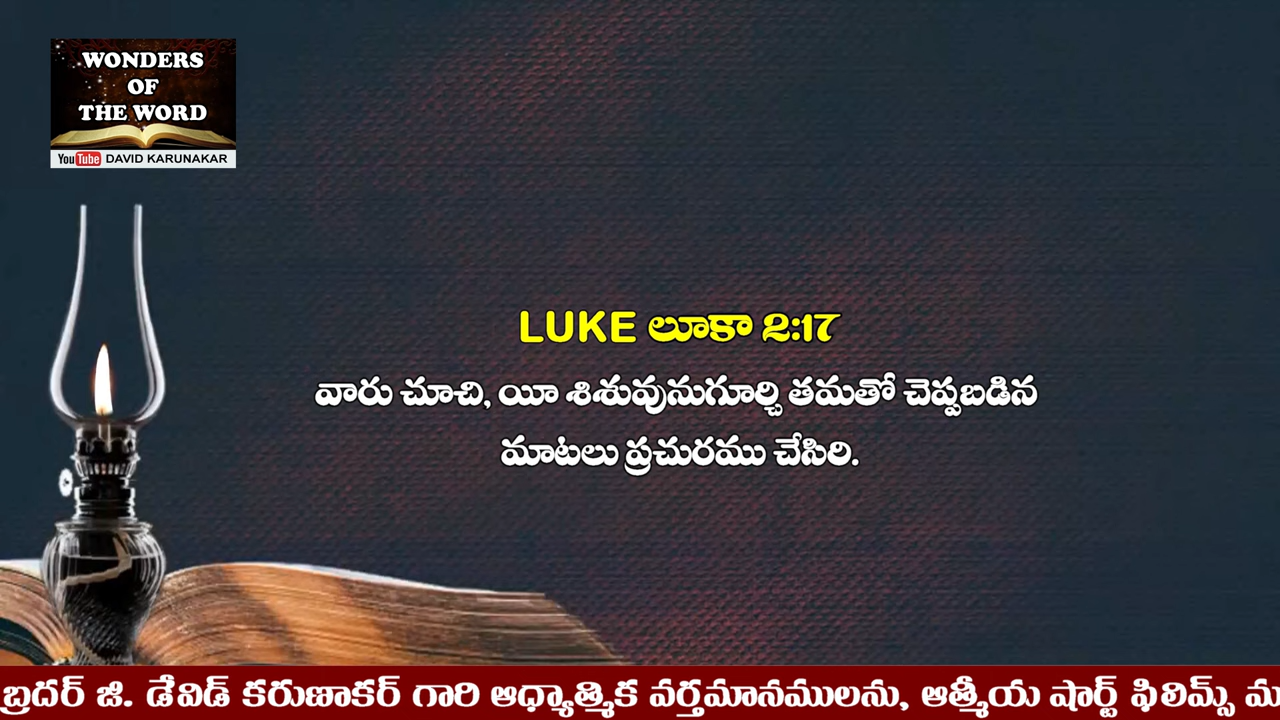 WONDERS
OF
THE WORD
YouTube DAVID KARUNAKAR
LUKE లూకా 2:17
వారు చూచి, యీ శిశువునుగూర్చి తమతో చెప్పబడిన
మాటలు ప్రచురము చేసిరి.
బ్రదర్ జి. డేవిడ్ కరుణాకర్ గారి ఆధ్యాత్మిక వర్తమానములను, ఆత్మీయ షార్ట్ ఫిలిమ్స్